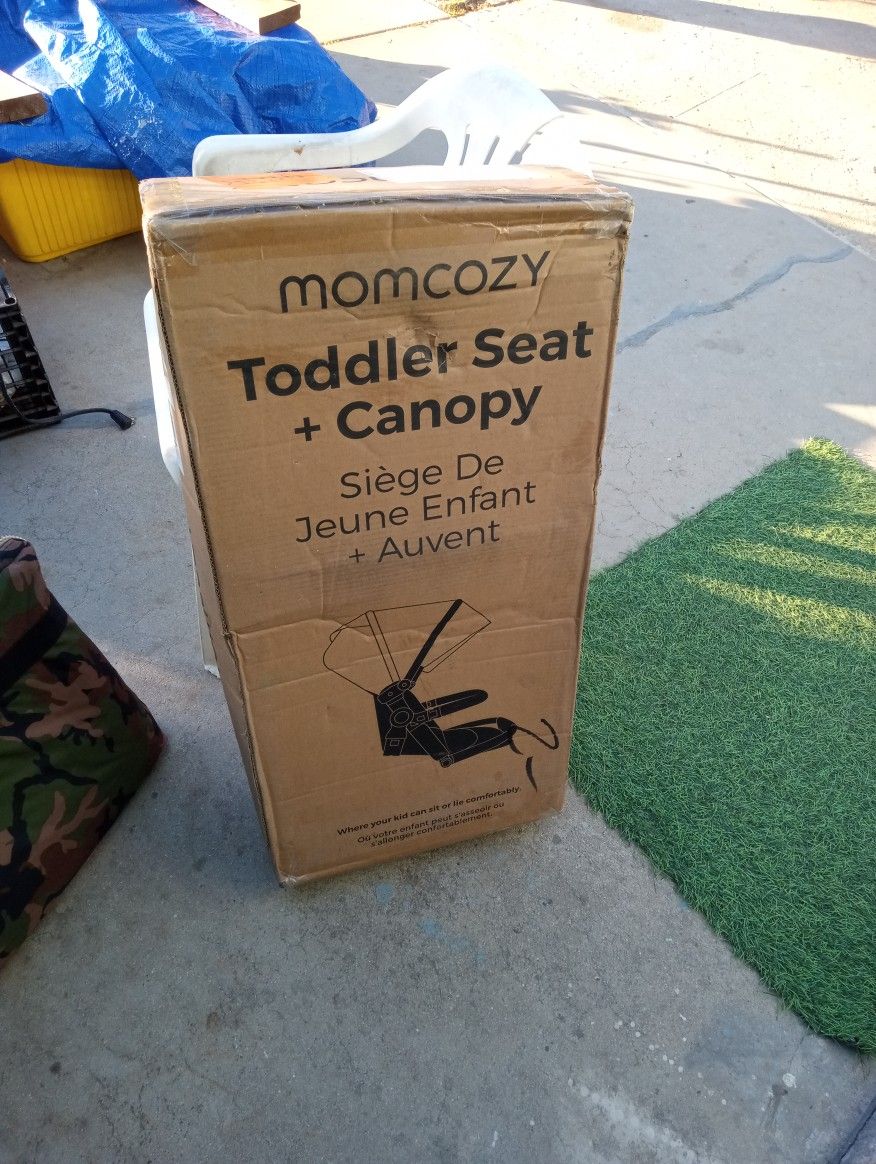 momcozy
Toddler Seat
+ Canopy
Siège De
Jeune Enfant
+ Auvent
Where your kid can sit or lie comfortably.
Où votre enfant peut s'asseoir ou
s'allonger confortablement.